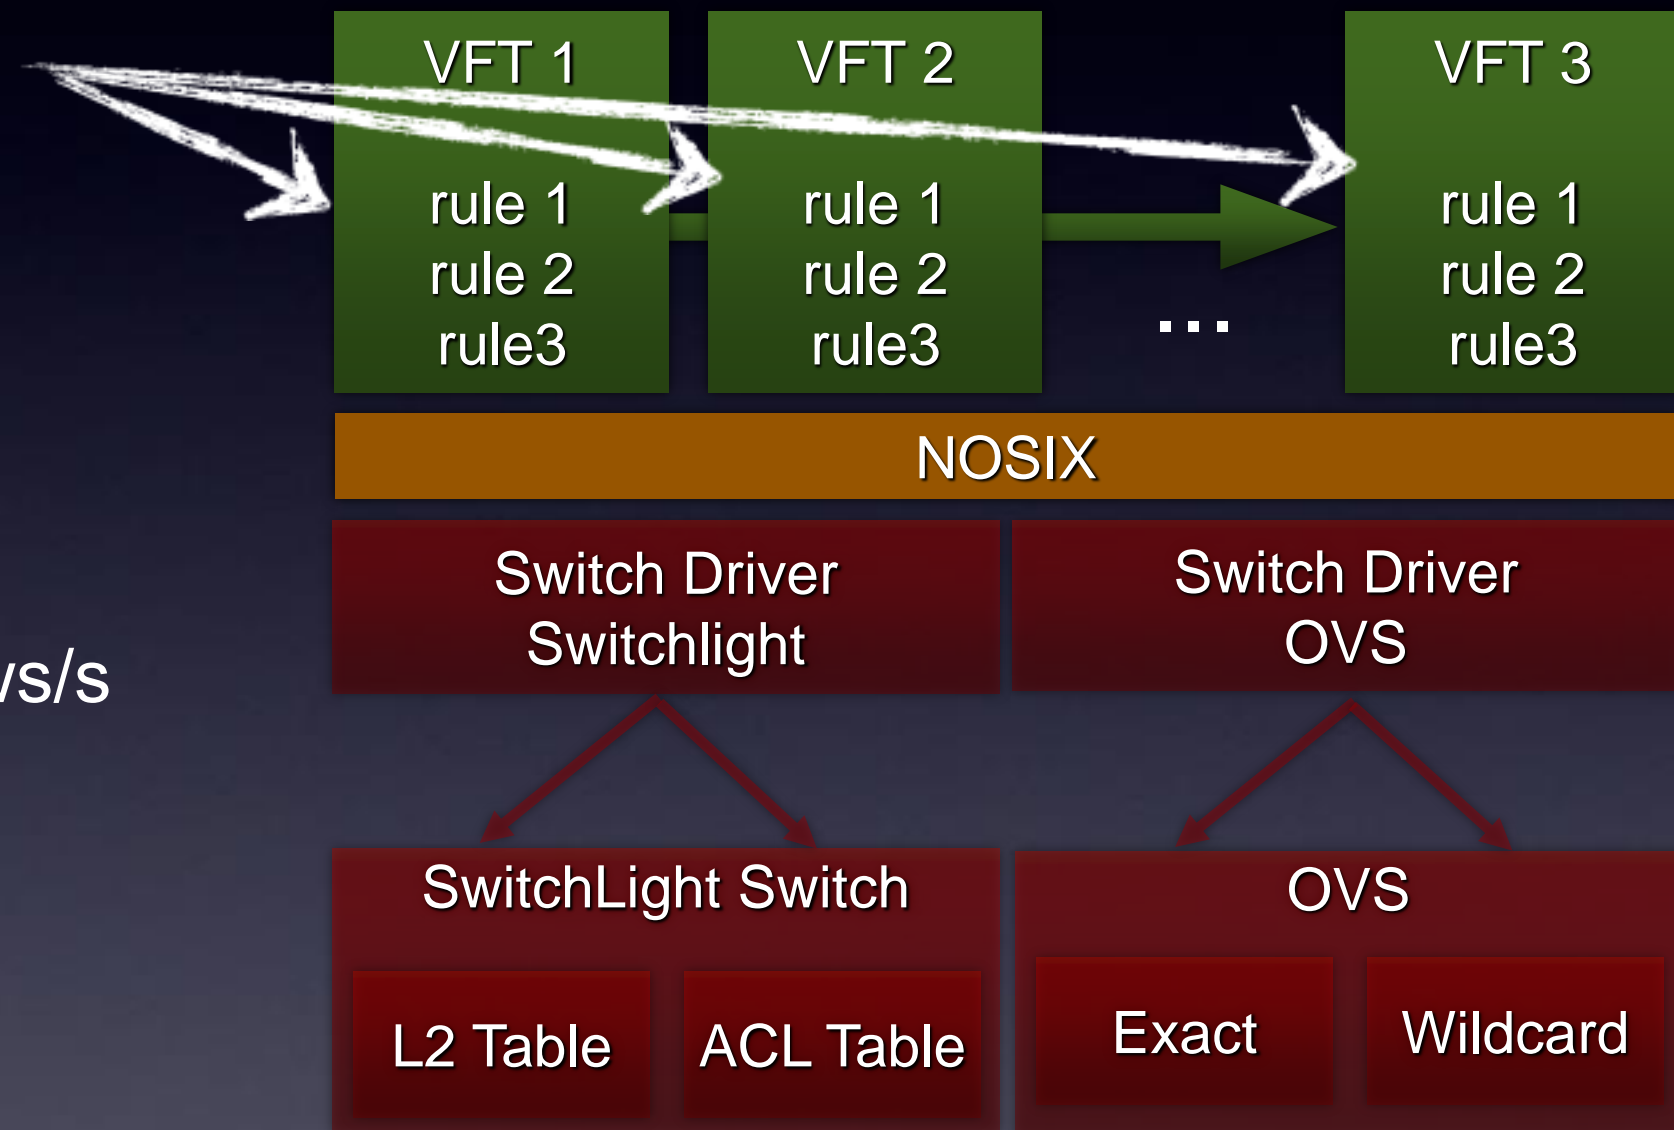 VFT 1
rule 1
rule 2
rule3
VFT 2
rule 1
rule 2
rule3
...
VFT 3
rule 1
rule 2
rule3
NOSIX
Switch Driver
Switchlight
Switch Driver
OVS
SwitchLight Switch
L2 Table
ACL Table
OVS
Exact
Wildcard